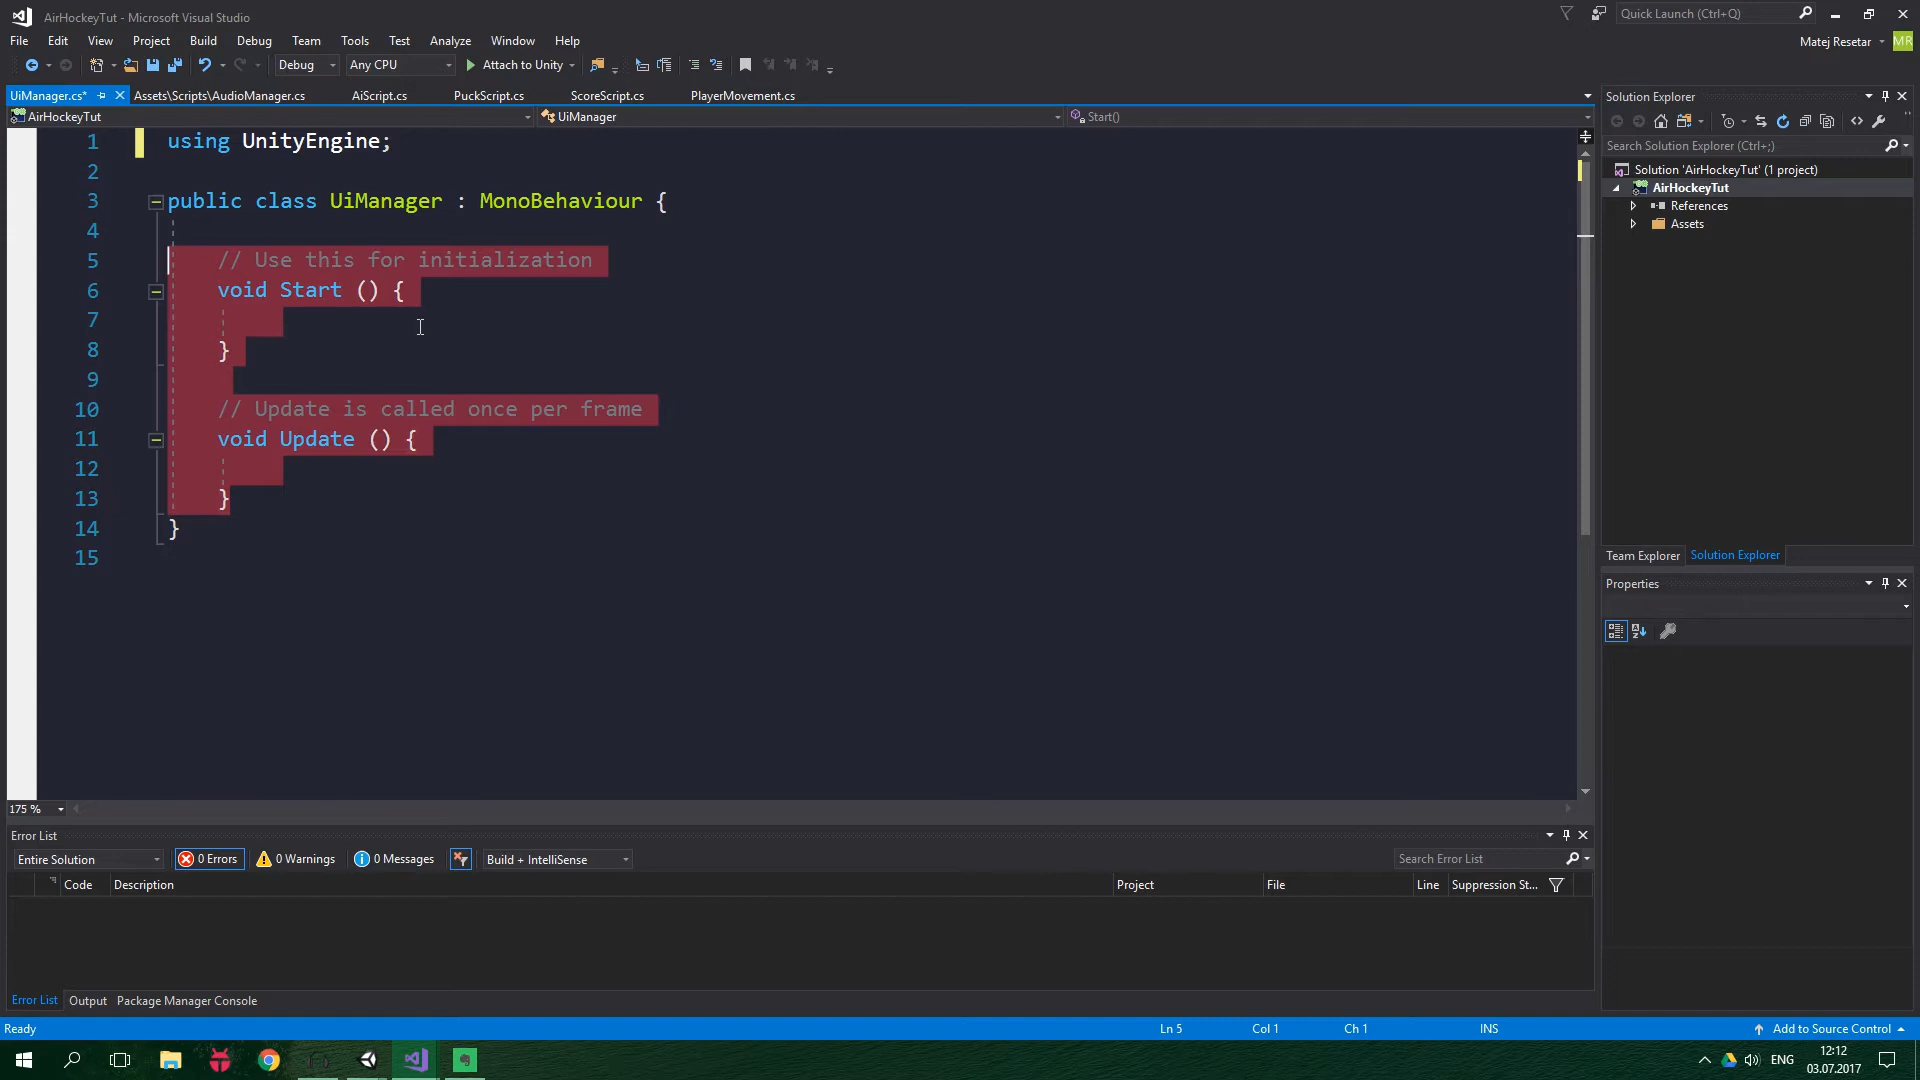 AirHockeyTut - Microsoft Visual Studio
Quick Launch (Ctrl+Q)
File Edit View Project Build Debug Team Tools Test Analyze Window Help
Matej Resetar MR
Debug Any CPU Attach to Unity
UiManager.cs* Assets\Scripts\AudioManager.cs AiScript.cs PuckScript.cs ScoreScript.cs PlayerMovement.cs
AirHockeyTut UiManager Start()
1 using UnityEngine;
2
3 public class UiManager : MonoBehaviour {
4
5 // Use this for initialization
6 void Start () {
7
8 }
9
10 // Update is called once per frame
11 void Update () {
12
13 }
14 }
15
175 %
Solution Explorer
Search Solution Explorer (Ctrl+;)
Solution 'AirHockeyTut' (1 project)
AirHockeyTut
References
Assets
Team Explorer Solution Explorer
Properties
Error List
Entire Solution 0 Errors 0 Warnings 0 Messages Build + IntelliSense Search Error List
Code Description Project File Line Suppression St...
Error List Output Package Manager Console
Ready Ln 5 Col 1 Ch 1 INS Add to Source Control
ENG 12:12
03.07.2017